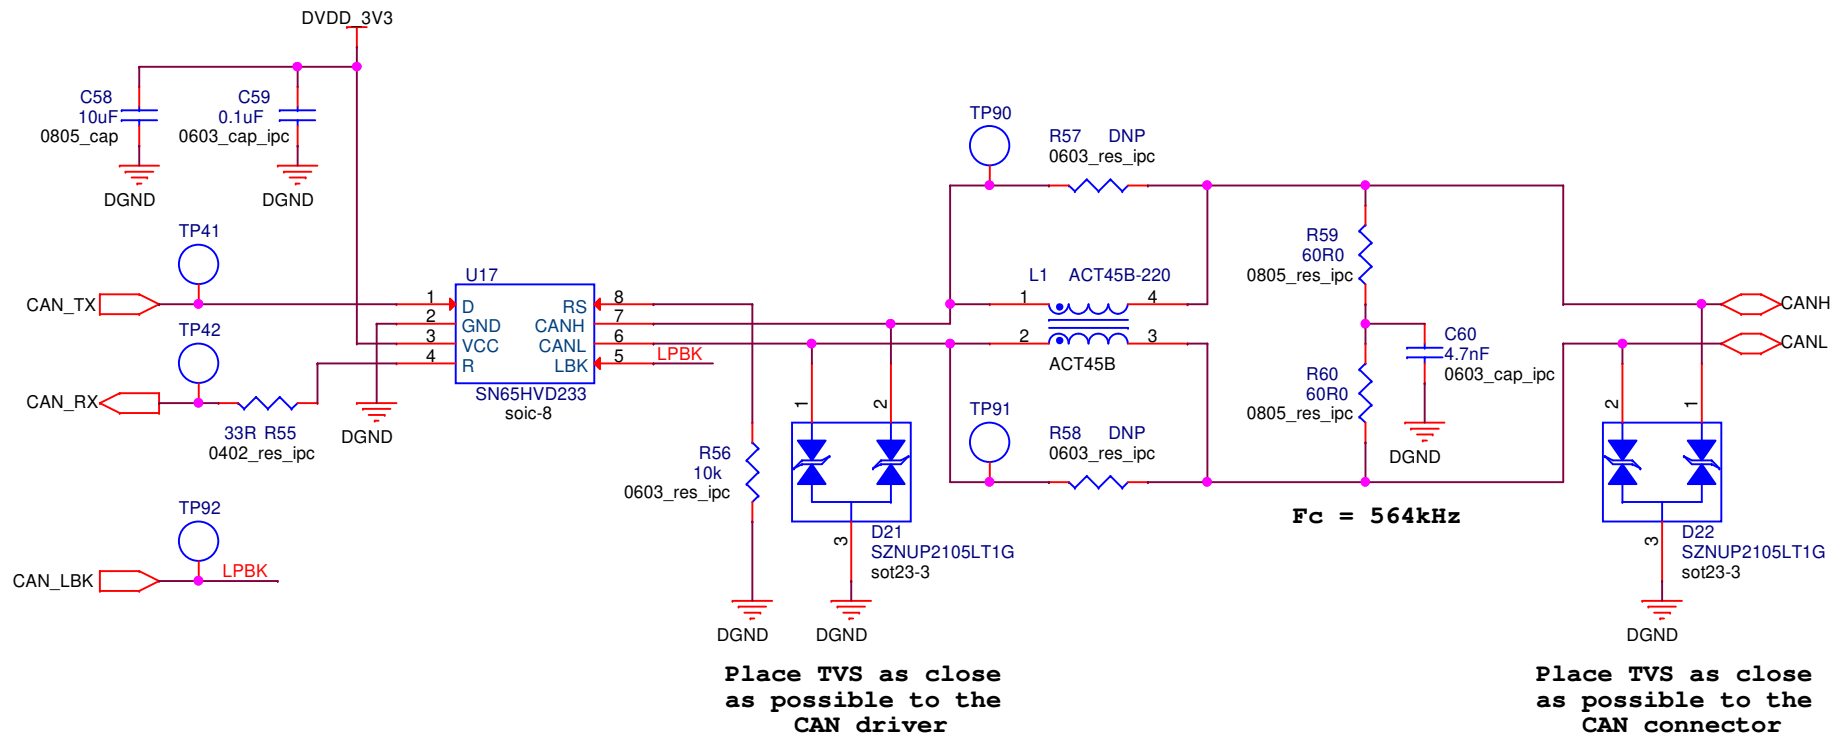 DVDD_3V3
C58
10uF
0805_cap
DGND
C59
0.1uF
0603_cap_ipc
DGND
TP41
CAN_TX
TP42
CAN_RX
33R R55
0402_res_ipc
DGND
TP92
CAN_LBK
LPBK
U17
1
2
3
4
D
GND
VCC
R
RS
CANH
CANL
LBK
8
7
6
5
LPBK
SN65HVD233
soic-8
R56
10k
0603_res_ipc
DGND
1
2
3
D21
SZNUP2105LT1G
sot23-3
DGND
Place TVS as close
as possible to the
CAN driver
TP90
R57 DNP
0603_res_ipc
L1 ACT45B-220
1
4
2
3
ACT45B
TP91
R58 DNP
0603_res_ipc
R59
60R0
0805_res_ipc
R60
60R0
0805_res_ipc
C60
4.7nF
0603_cap_ipc
DGND
Fc = 564kHz
CANH
CANL
2
1
3
D22
SZNUP2105LT1G
sot23-3
DGND
Place TVS as close
as possible to the
CAN connector